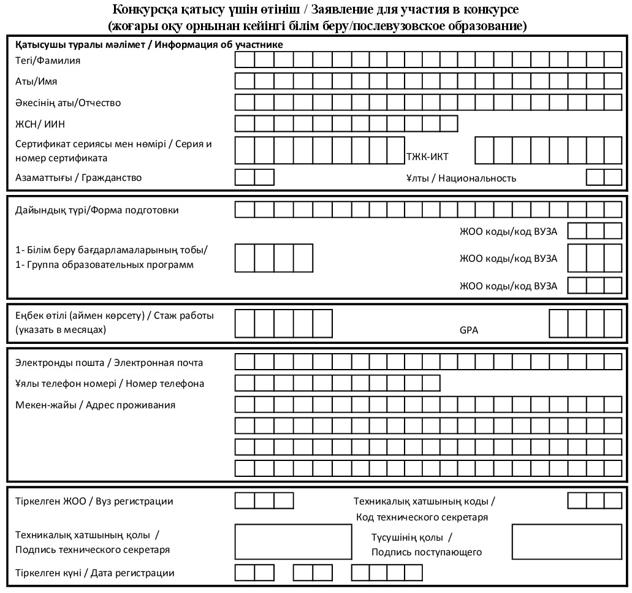 Конкурсқа қатысу үшін өтініш / Заявление для участия в конкурсе
(жоғары оқу орнынан кейінгі білім беру/послевузовское образование)
Қатысушы туралы мәлімет / Информация об участнике
Тегі/Фамилия
Аты/Имя
Әкесінің аты/Отчество
ЖСН/ ИИН
Сертификат сериясы мен нөмірі / Серия и
номер сертификата
ТЖК-ИКТ
Азаматтығы / Гражданство
Ұлты / Национальность
Дайындық түрі/Форма подготовки
ЖОО коды/код ВУЗА
1- Білім беру бағдарламаларының тобы/
1- Группа образовательных программ
ЖОО коды/код ВУЗА
ЖОО коды/код ВУЗА
Еңбек өтілі (аймен көрсету) / Стаж работы
(указать в месяцах)
GPA
Электронды пошта / Электронная почта
Ұялы телефон номері / Номер телефона
Мекен-жайы / Адрес проживания
Тіркелген ЖОО / Вуз регистрации
Техникалық хатшының коды /
Код технического секретаря
Техникалық хатшының қолы /
Подпись технического секретаря
Түсушінің қолы /
Подпись поступающего
Тіркелген күні / Дата регистрации